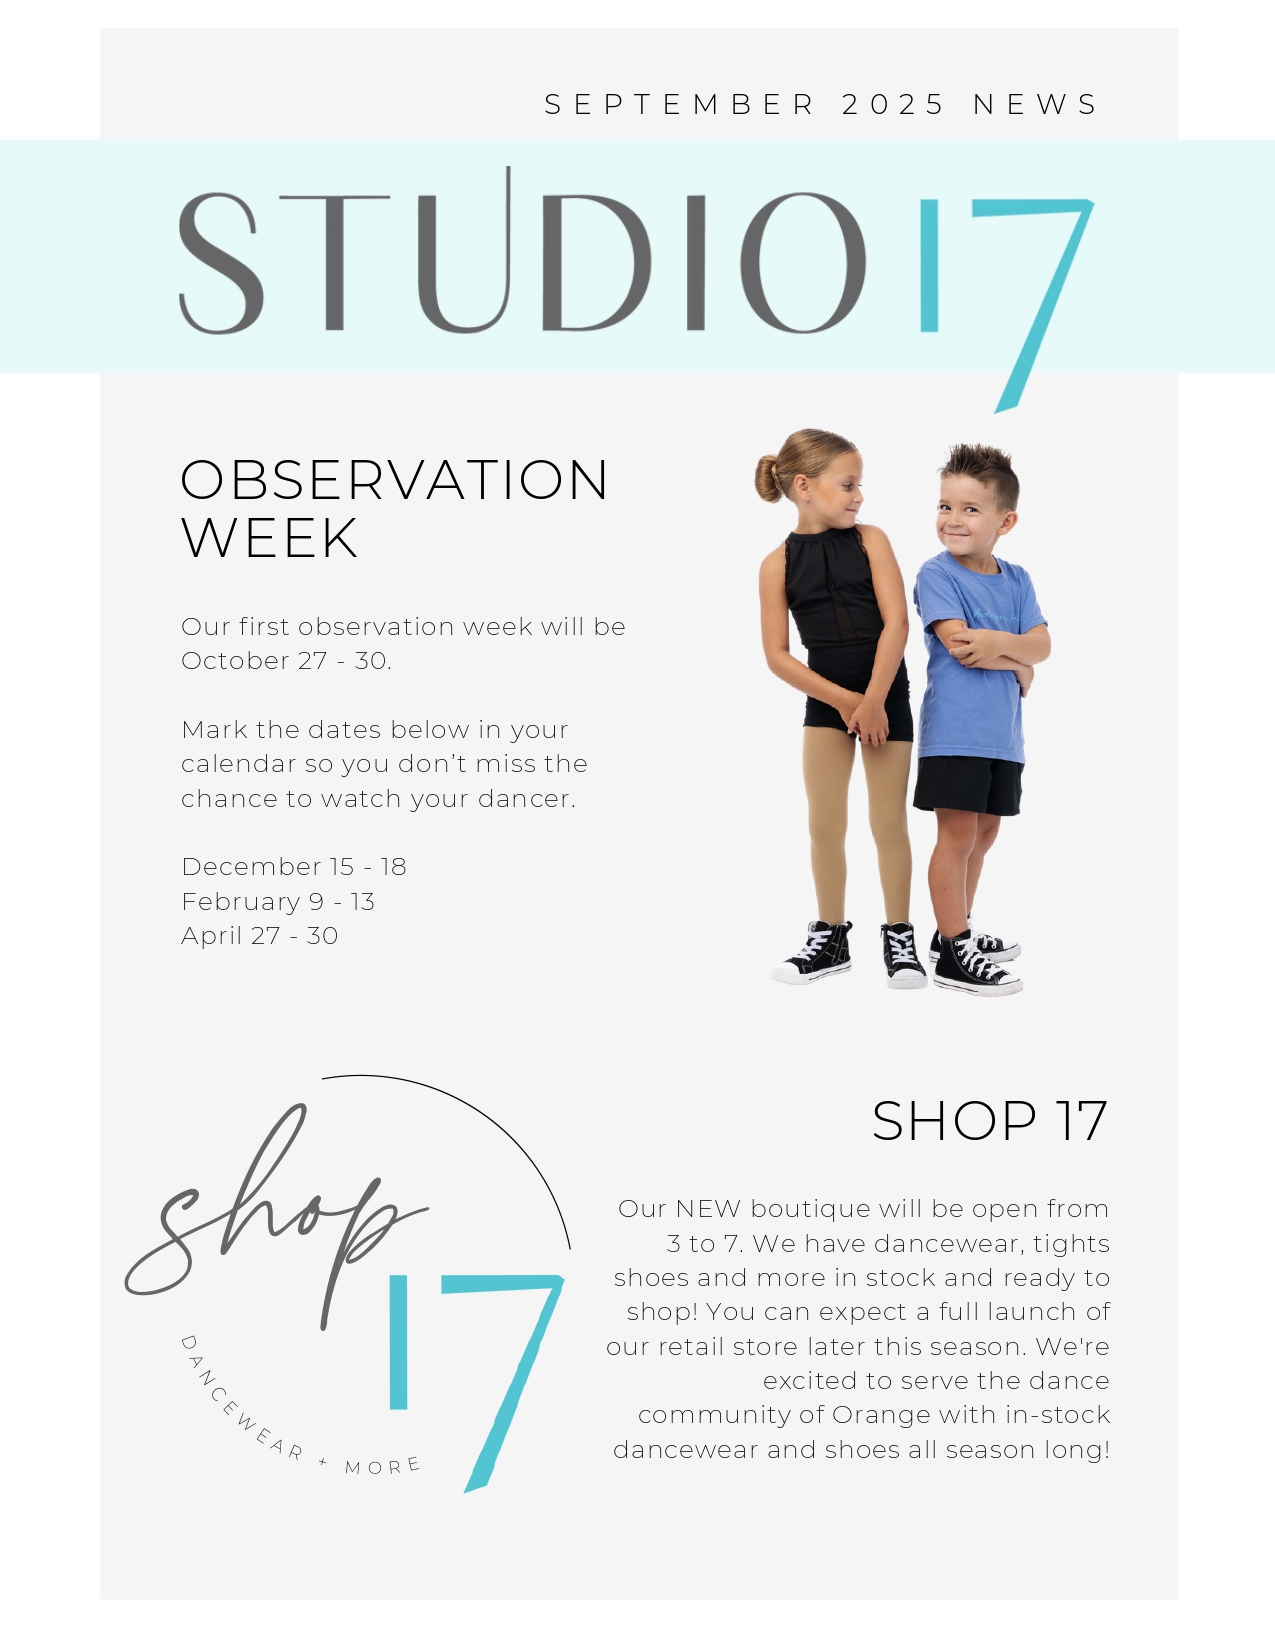 SEPTEMBER 2025 NEWS
STUDIO 17
OBSERVATION
WEEK
Our first observation week will be
October 27 - 30.
Mark the dates below in your
calendar so you don’t miss the
chance to watch your dancer.
December 15 - 18
February 9 - 13
April 27 - 30
shop
17
DANCEWEAR + MORE
SHOP 17
Our NEW boutique will be open from
3 to 7. We have dancewear, tights
shoes and more in stock and ready to
shop! You can expect a full launch of
our retail store later this season. We're
excited to serve the dance
community of Orange with in-stock
dancewear and shoes all season long!